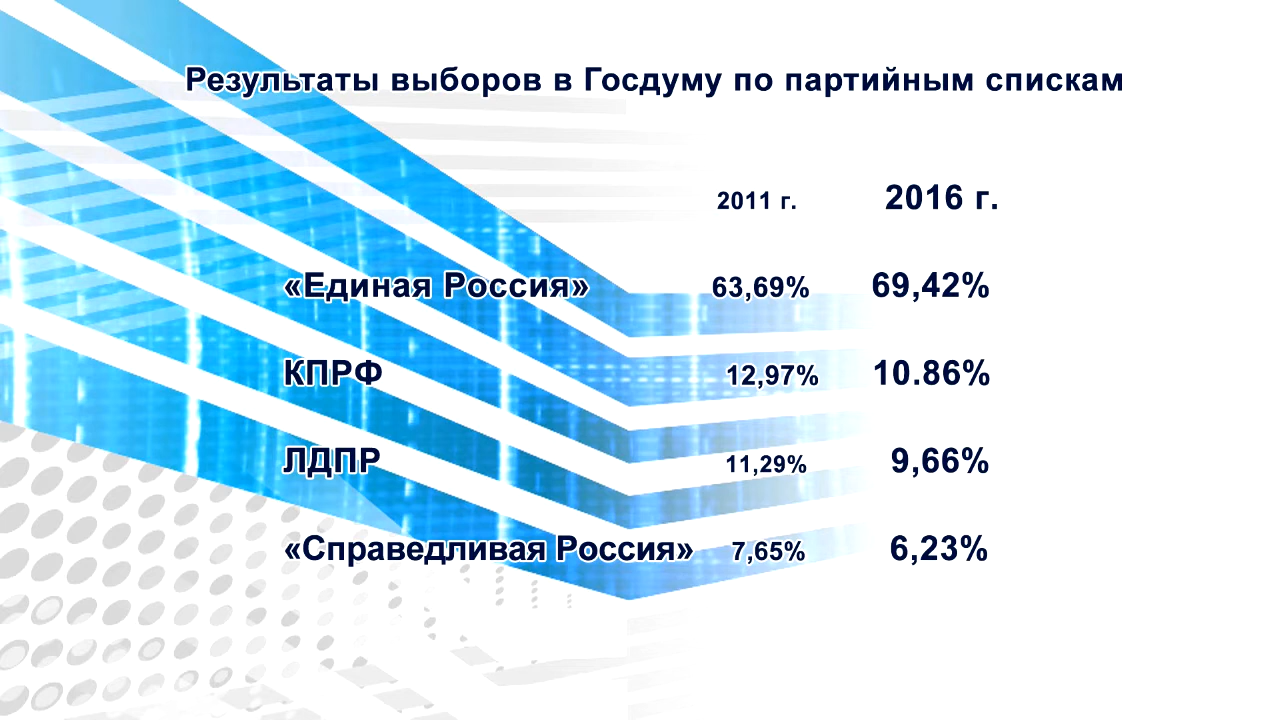 Результаты выборов в Госдуму по партийным спискам
2011 г. 2016 г.
«Единая Россия» 63,69% 69,42%
КПРФ 12,97% 10.86%
ЛДПР 11,29% 9,66%
«Справедливая Россия» 7,65% 6,23%